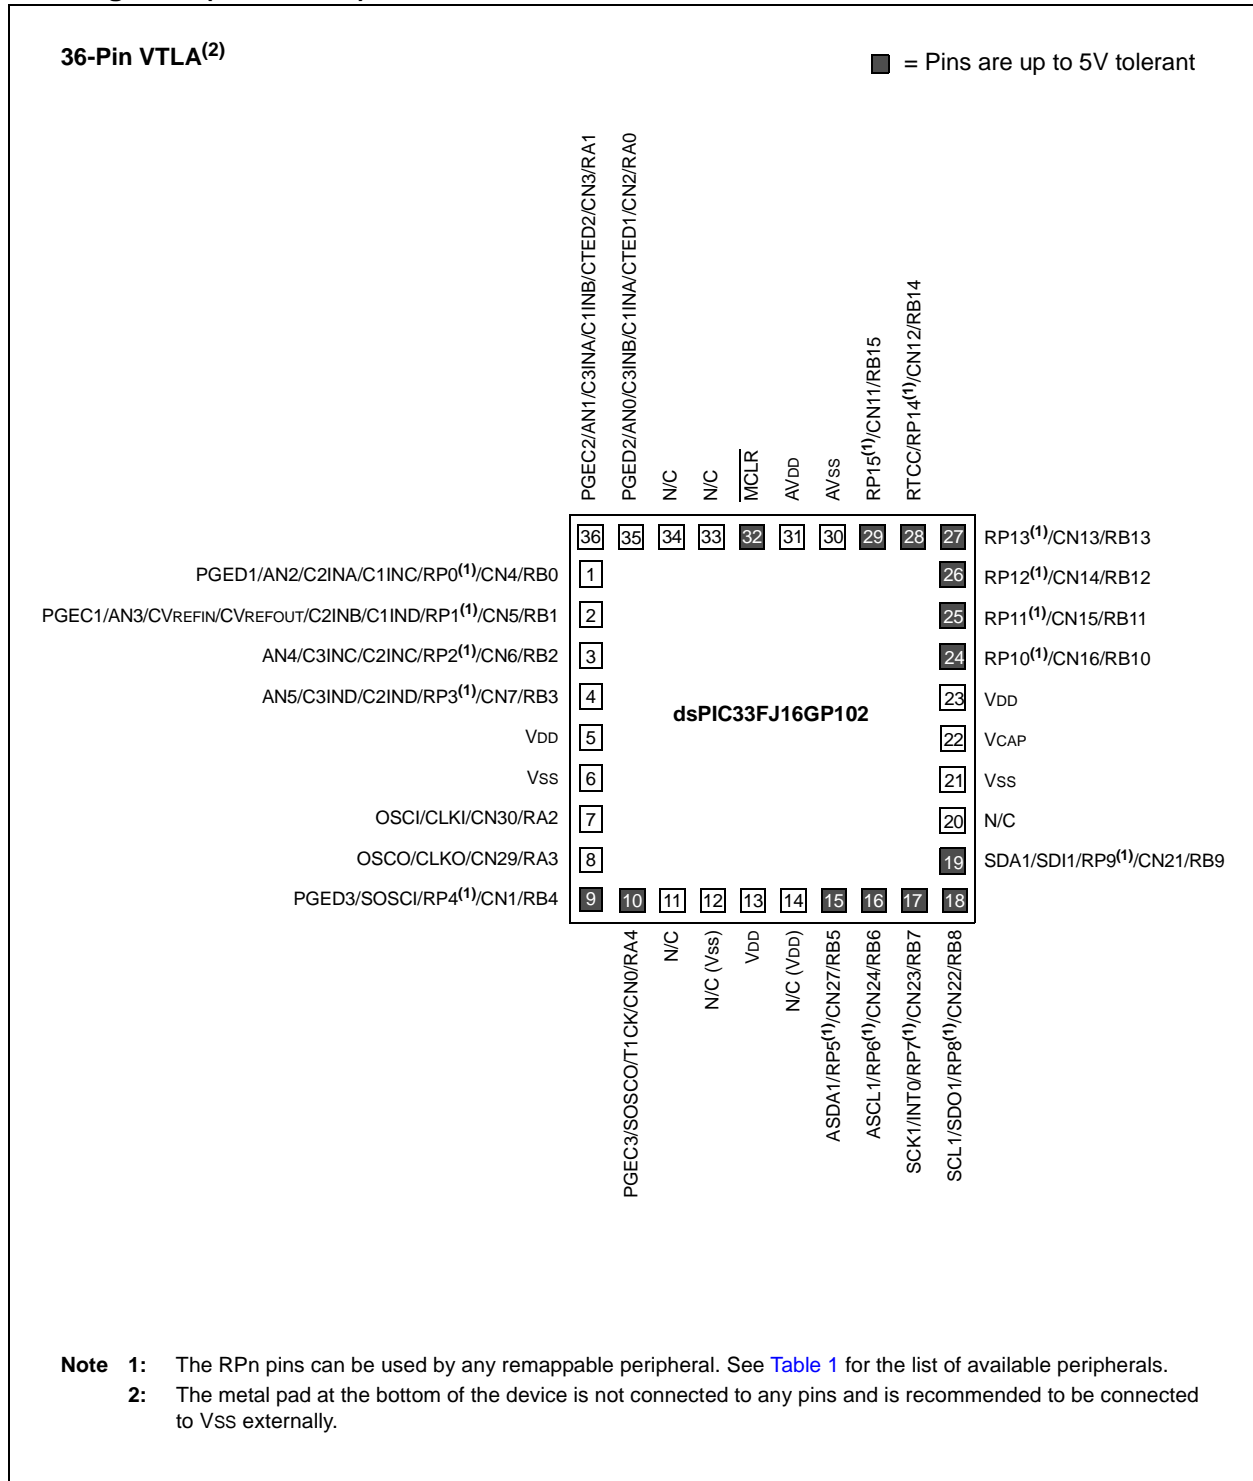 36-Pin VTLA(2)
= Pins are up to 5V tolerant
PGEC2/AN1/C3INA/C1INB/CTED2/CN3/RA1
PGED2/AN0/C3INB/C1INA/CTED1/CN2/RA0
N/C
N/C
MCLR
AVDD
AVSS
RP15(1)/CN11/RB15
RTCC/RP14(1)/CN12/RB14
36 35 34 33 32 31 30 29 28 27 RP13(1)/CN13/RB13
PGED1/AN2/C2INA/C1INC/RP0(1)/CN4/RB0 1 26 RP12(1)/CN14/RB12
PGEC1/AN3/CVREFIN/CVREFOUT/C2INB/C1IND/RP1(1)/CN5/RB1 2 25 RP11(1)/CN15/RB11
AN4/C3INC/C2INC/RP2(1)/CN6/RB2 3 24 RP10(1)/CN16/RB10
AN5/C3IND/C2IND/RP3(1)/CN7/RB3 4 23 VDD
dsPIC33FJ16GP102
VDD 5 22 VCAP
VSS 6 21 VSS
OSCI/CLKI/CN30/RA2 7 20 N/C
OSCO/CLKO/CN29/RA3 8 19 SDA1/SDI1/RP9(1)/CN21/RB9
PGED3/SOSCI/RP4(1)/CN1/RB4 9 10 11 12 13 14 15 16 17 18
PGEC3/SOSCO/T1CK/CN0/RA4
N/C
N/C (Vss)
VDD
N/C (VDD)
ASDA1/RP5(1)/CN27/RB5
ASCL1/RP6(1)/CN24/RB6
SCK1/INT0/RP7(1)/CN23/RB7
SCL1/SDO1/RP8(1)/CN22/RB8
Note 1: The RPn pins can be used by any remappable peripheral. See Table 1 for the list of available peripherals.
2: The metal pad at the bottom of the device is not connected to any pins and is recommended to be connected
to VSS externally.